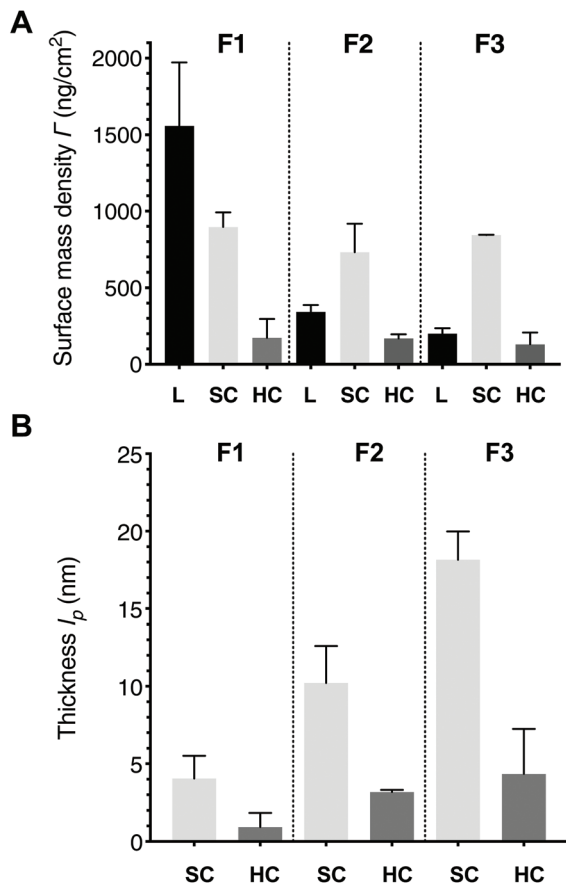 A
F1 F2 F3
Surface mass density Γ (ng/cm²)
2000
1500
1000
500
0
L SC HC L SC HC L SC HC
B
F1 F2 F3
Thickness lp (nm)
25
20
15
10
5
0
SC HC SC HC SC HC